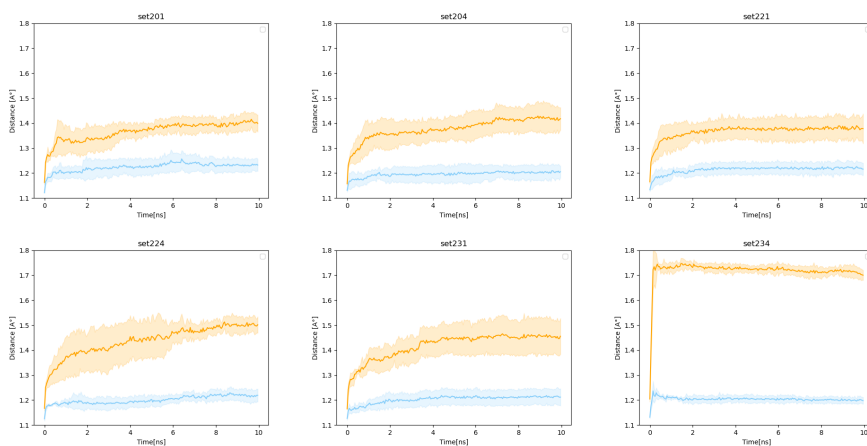 set201
set204
set221
1.8
1.7
1.6
1.5
1.4
1.3
1.2
1.1
Distance [A°]
0 2 4 6 8 10
Time[ns]
1.8
1.7
1.6
1.5
1.4
1.3
1.2
1.1
Distance [A°]
0 2 4 6 8 10
Time[ns]
1.8
1.7
1.6
1.5
1.4
1.3
1.2
1.1
Distance [A°]
0 2 4 6 8 10
Time[ns]
set224
set231
set234
1.8
1.7
1.6
1.5
1.4
1.3
1.2
1.1
Distance [A°]
0 2 4 6 8 10
Time[ns]
1.8
1.7
1.6
1.5
1.4
1.3
1.2
1.1
Distance [A°]
0 2 4 6 8 10
Time[ns]
1.8
1.7
1.6
1.5
1.4
1.3
1.2
1.1
Distance [A°]
0 2 4 6 8 10
Time[ns]